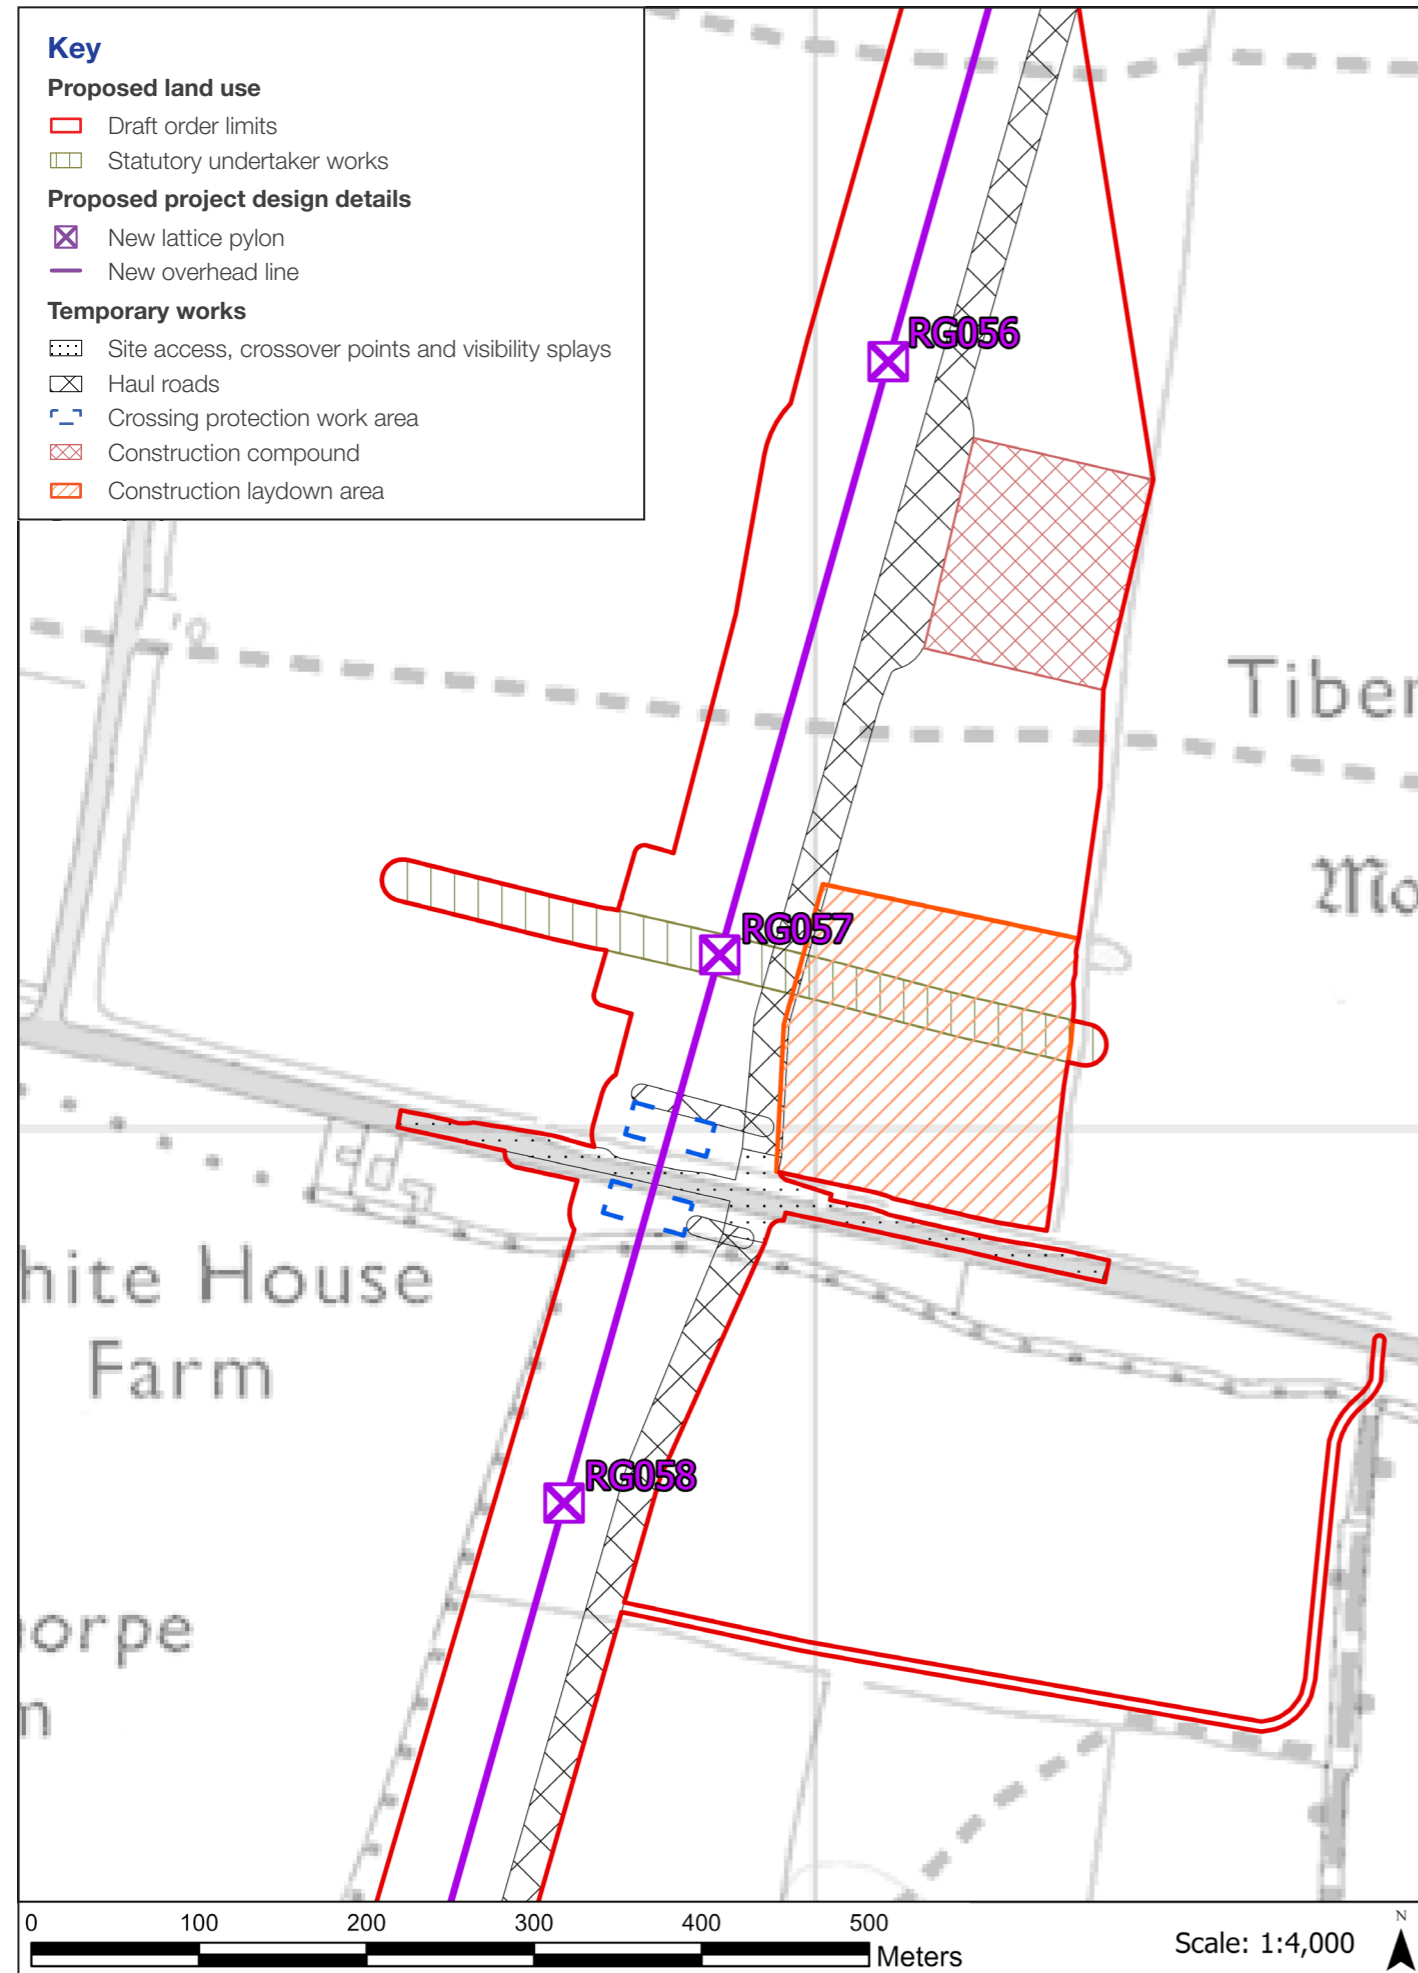 Key
Proposed land use
Draft order limits
Statutory undertaker works
Proposed project design details
New lattice pylon
New overhead line
Temporary works
Site access, crossover points and visibility splays
Haul roads
Crossing protection work area
Construction compound
Construction laydown area
RG056
Tiber
Mo
RG057
hite House
Farm
RG058
orpe
n
0 100 200 300 400 500
Meters
Scale: 1:4,000
N